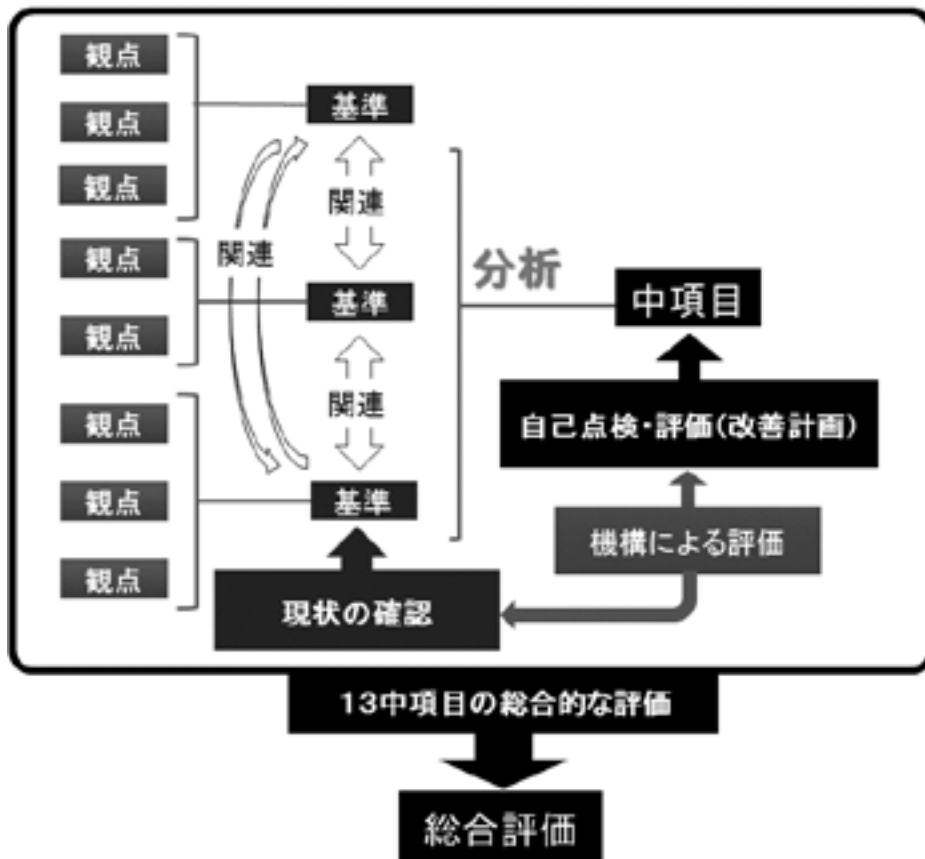 観点
観点
観点
観点
観点
観点
観点
観点
基準
関連
関連
基準
関連
基準
現状の確認
分析
中項目
自己点検・評価(改善計画)
機構による評価
13中項目の総合的な評価
総合評価